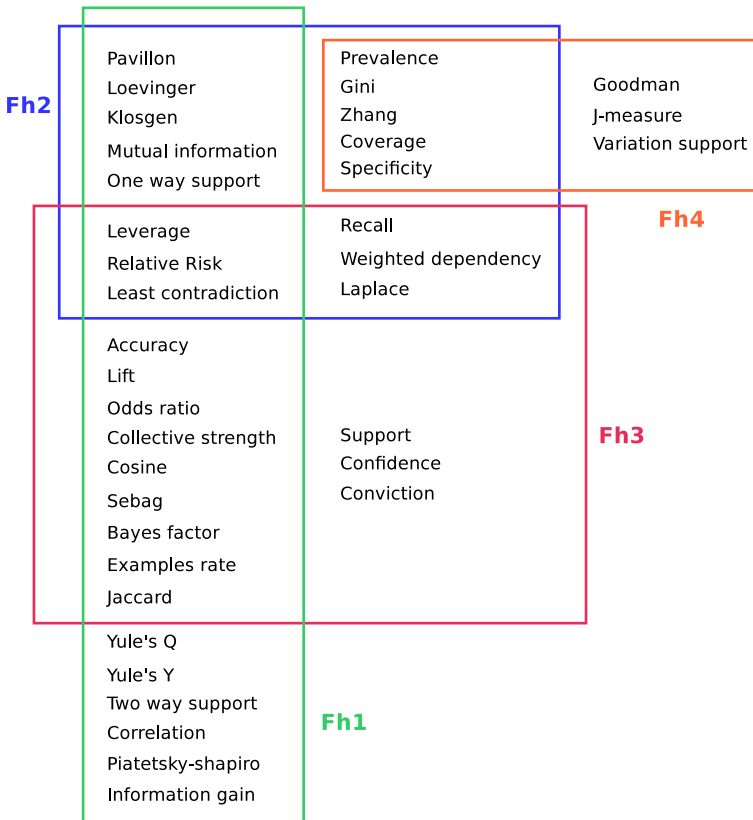 Pavillon
Loevinger
Klosgen
Mutual information
One way support
Prevalence
Gini
Zhang
Coverage
Specificity
Goodman
J-measure
Variation support
Fh2
Fh4
Leverage
Relative Risk
Least contradiction
Recall
Weighted dependency
Laplace
Accuracy
Lift
Odds ratio
Collective strength
Cosine
Sebag
Bayes factor
Examples rate
Jaccard
Support
Confidence
Conviction
Fh3
Yule's Q
Yule's Y
Two way support
Correlation
Piatetsky-shapiro
Information gain
Fh1